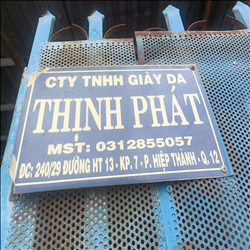 CTY TNHH GIÀY DA
THỊNH PHÁT
MST: 0312855057
ĐC: 240/29 ĐƯỜNG HT 13 - KP. 7 - P. HIỆP THÀNH - Q. 12